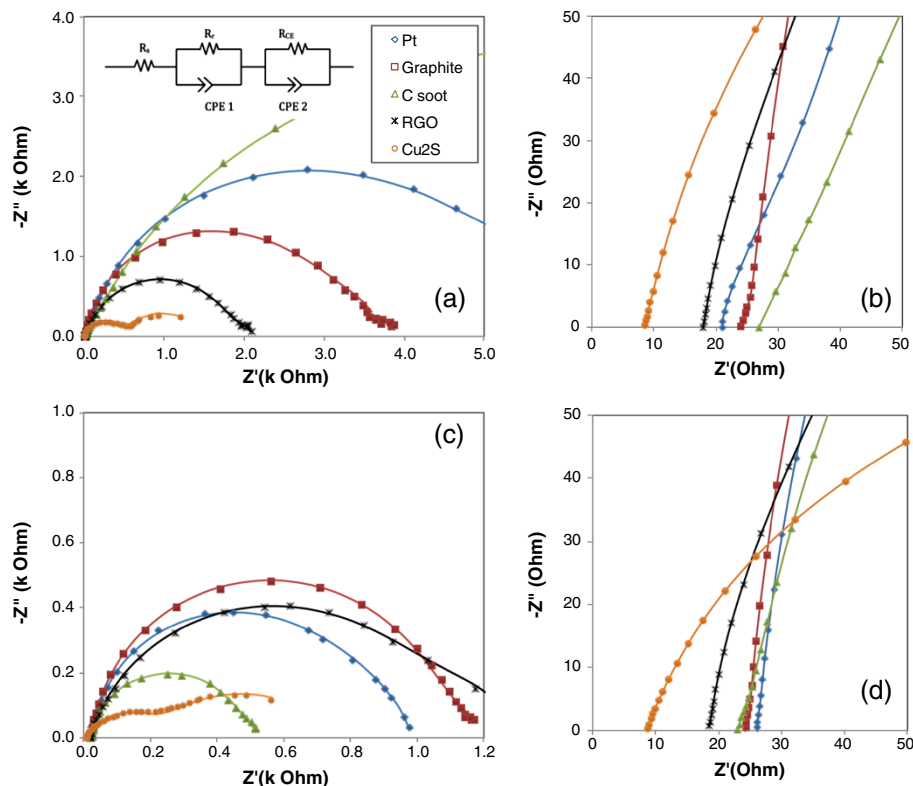 4.0
3.0
2.0
1.0
0.0
-Z" (k Ohm)
Rs
Rr
RCE
CPE 1
CPE 2
Pt
Graphite
C soot
RGO
Cu2S
(a)
0.0 1.0 2.0 3.0 4.0 5.0
Z'(k Ohm)
50
40
30
20
10
0
-Z" (Ohm)
(b)
0 10 20 30 40 50
Z'(Ohm)
1.0
0.8
0.6
0.4
0.2
0.0
-Z" (k Ohm)
(c)
0.0 0.2 0.4 0.6 0.8 1.0 1.2
Z'(k Ohm)
50
40
30
20
10
0
-Z" (Ohm)
(d)
0 10 20 30 40 50
Z'(Ohm)